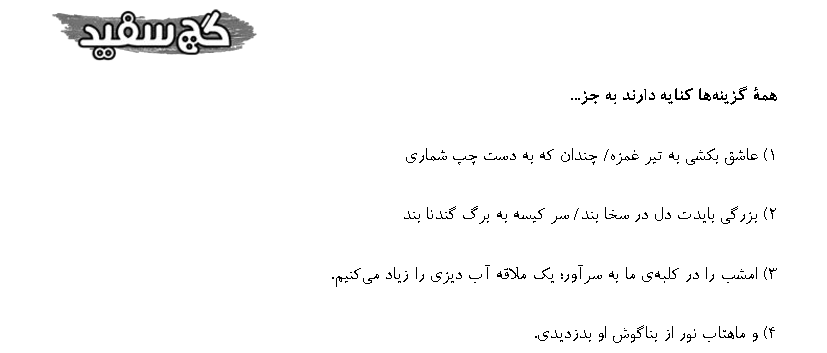 گچ سفید
همهٔ گزینه‌ها کنایه دارند به جز...
۱) عاشق بکشی به تیر غمزه/ چندان که به دست چپ شماری
۲) بزرگی بایدت دل در سخا بند/ سر کیسه به برگ گندنا بند
۳) امشب را در کلبه‌ی ما به سرآور؛ یک ملاقه آب دیزی را زیاد می‌کنیم.
۴) و ماهتاب نور از بناگوش او بدزدیدی.